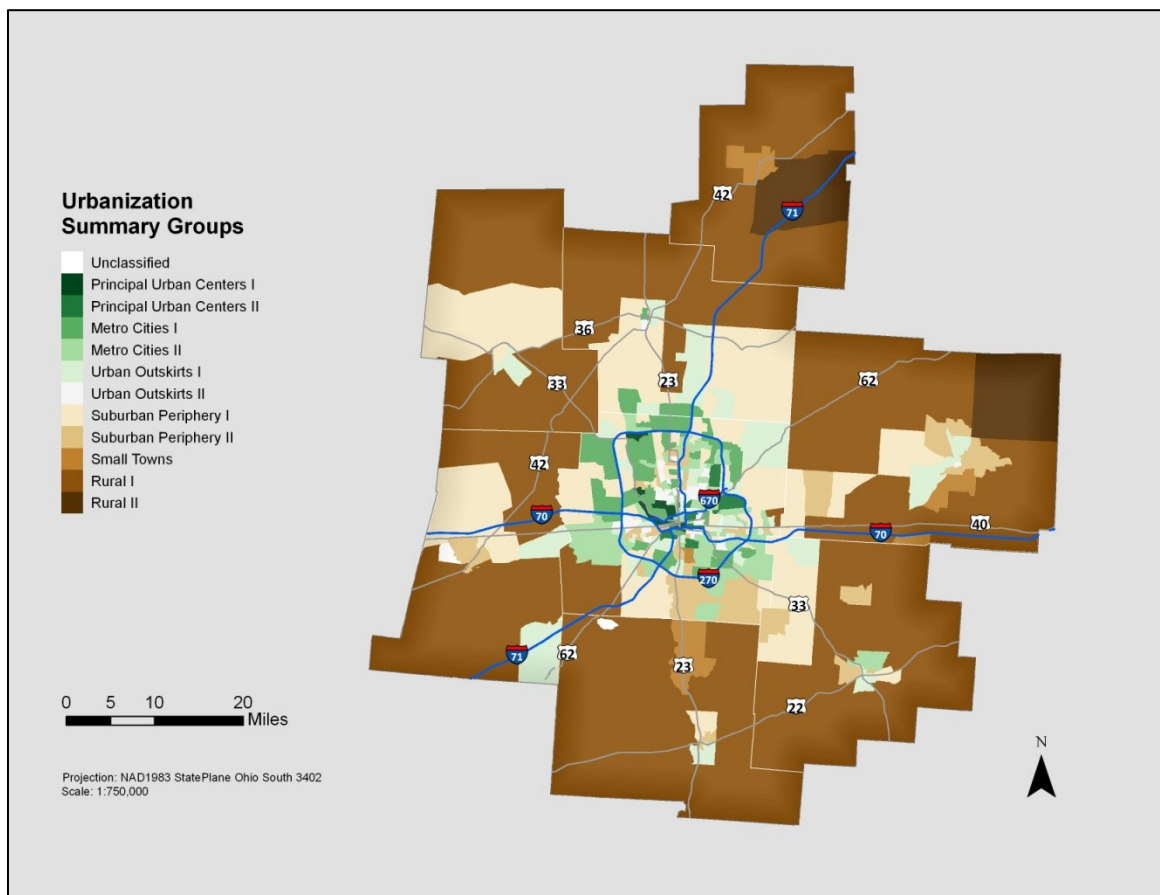 Urbanization
Summary Groups
Unclassified
Principal Urban Centers I
Principal Urban Centers II
Metro Cities I
Metro Cities II
Urban Outskirts I
Urban Outskirts II
Suburban Periphery I
Suburban Periphery II
Small Towns
Rural I
Rural II
42
71
36
33
23
62
42
670
70
70
40
270
33
71
62
23
22
0 5 10 20
Miles
Projection: NAD1983 StatePlane Ohio South 3402
Scale: 1:750,000
N